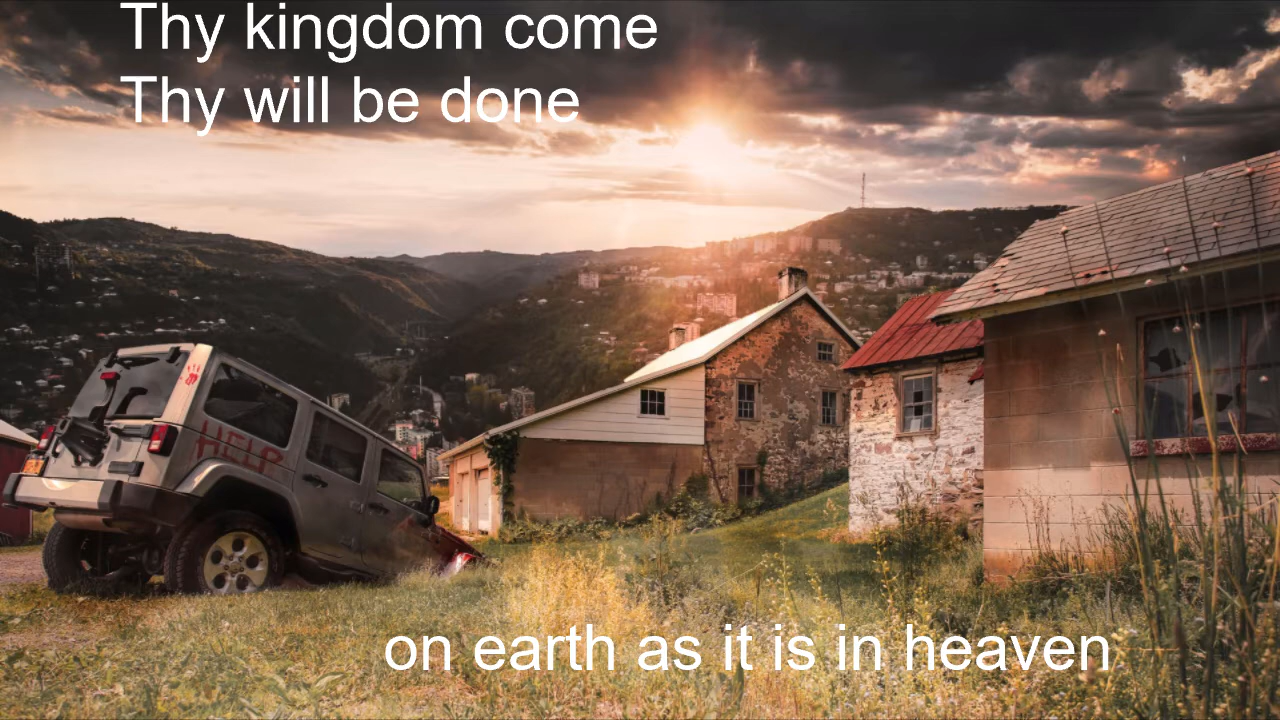 Thy kingdom come
Thy will be done
HELP
on earth as it is in heaven